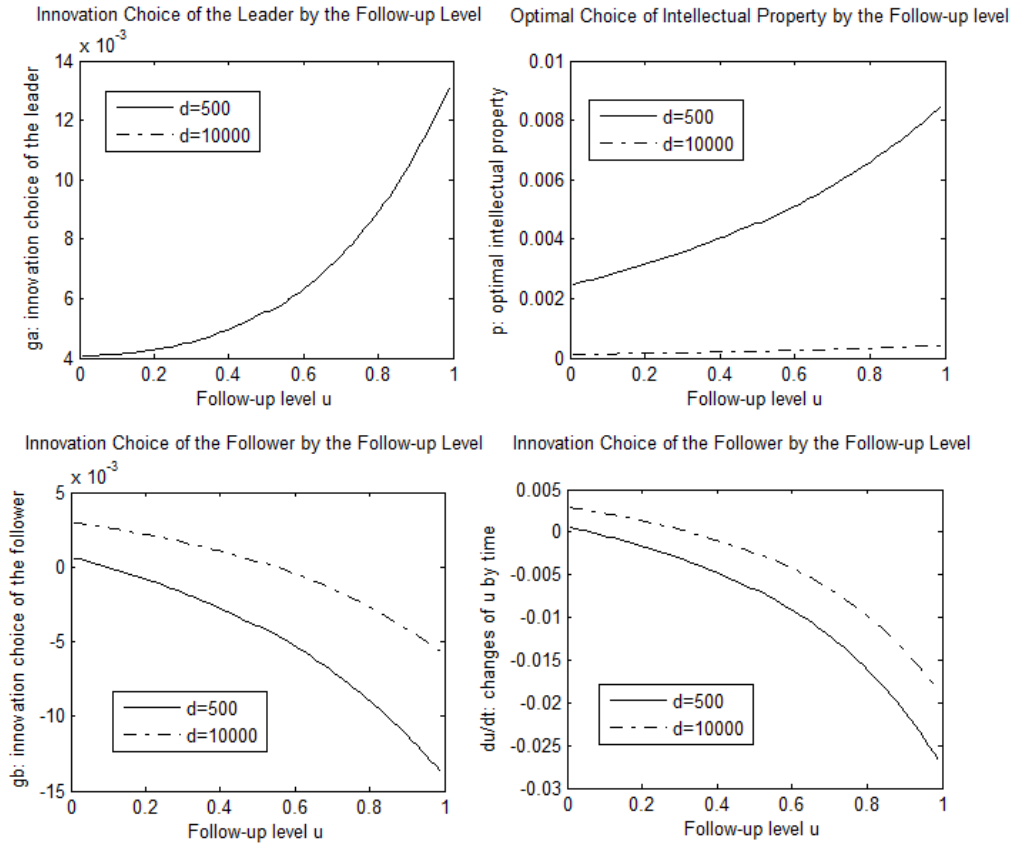 Innovation Choice of the Leader by the Follow-up Level
x 10^-3
14
12
10
8
6
4
0 0.2 0.4 0.6 0.8 1
ga: innovation choice of the leader
d=500
d=10000
Follow-up level u
Optimal Choice of Intellectual Property by the Follow-up level
0.01
0.008
0.006
0.004
0.002
0
0 0.2 0.4 0.6 0.8 1
p: optimal intellectual property
d=500
d=10000
Follow-up level u
Innovation Choice of the Follower by the Follow-up Level
x 10^-3
5
0
-5
-10
-15
0 0.2 0.4 0.6 0.8 1
gb: innovation choice of the follower
d=500
d=10000
Follow-up level u
Innovation Choice of the Follower by the Follow-up Level
0.005
0
-0.005
-0.01
-0.015
-0.02
-0.025
-0.03
0 0.2 0.4 0.6 0.8 1
du/dt: changes of u by time
d=500
d=10000
Follow-up level u